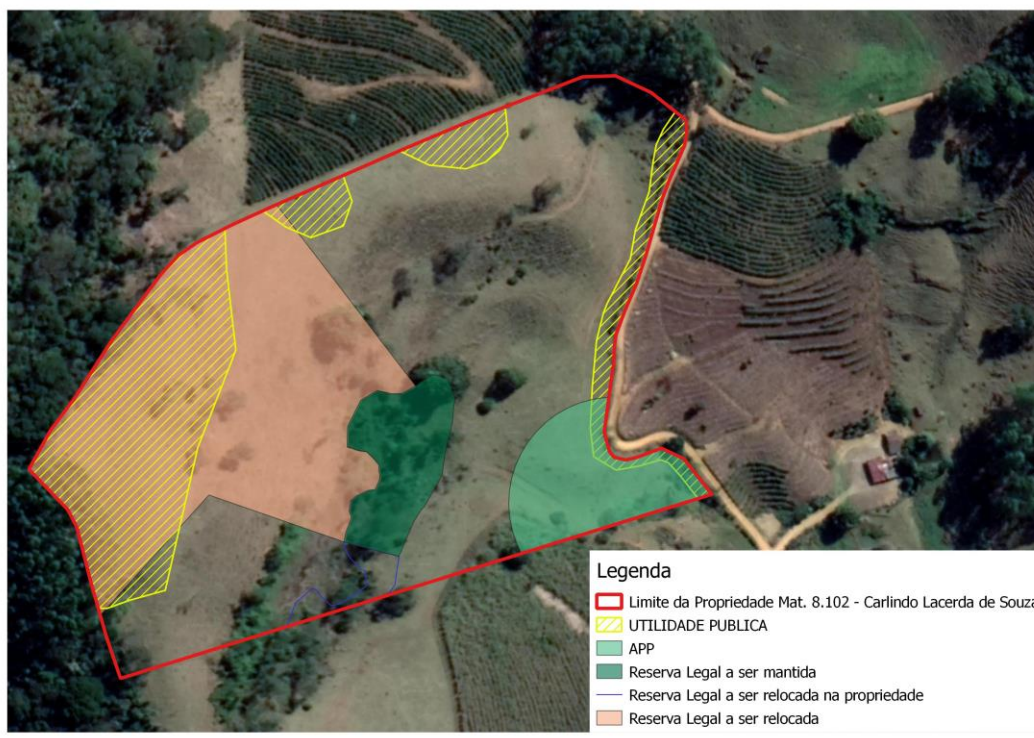 Legenda
Limite da Propriedade Mat. 8.102 - Carlindo Lacerda de Souza
UTILIDADE PUBLICA
APP
Reserva Legal a ser mantida
Reserva Legal a ser relocada na propriedade
Reserva Legal a ser relocada